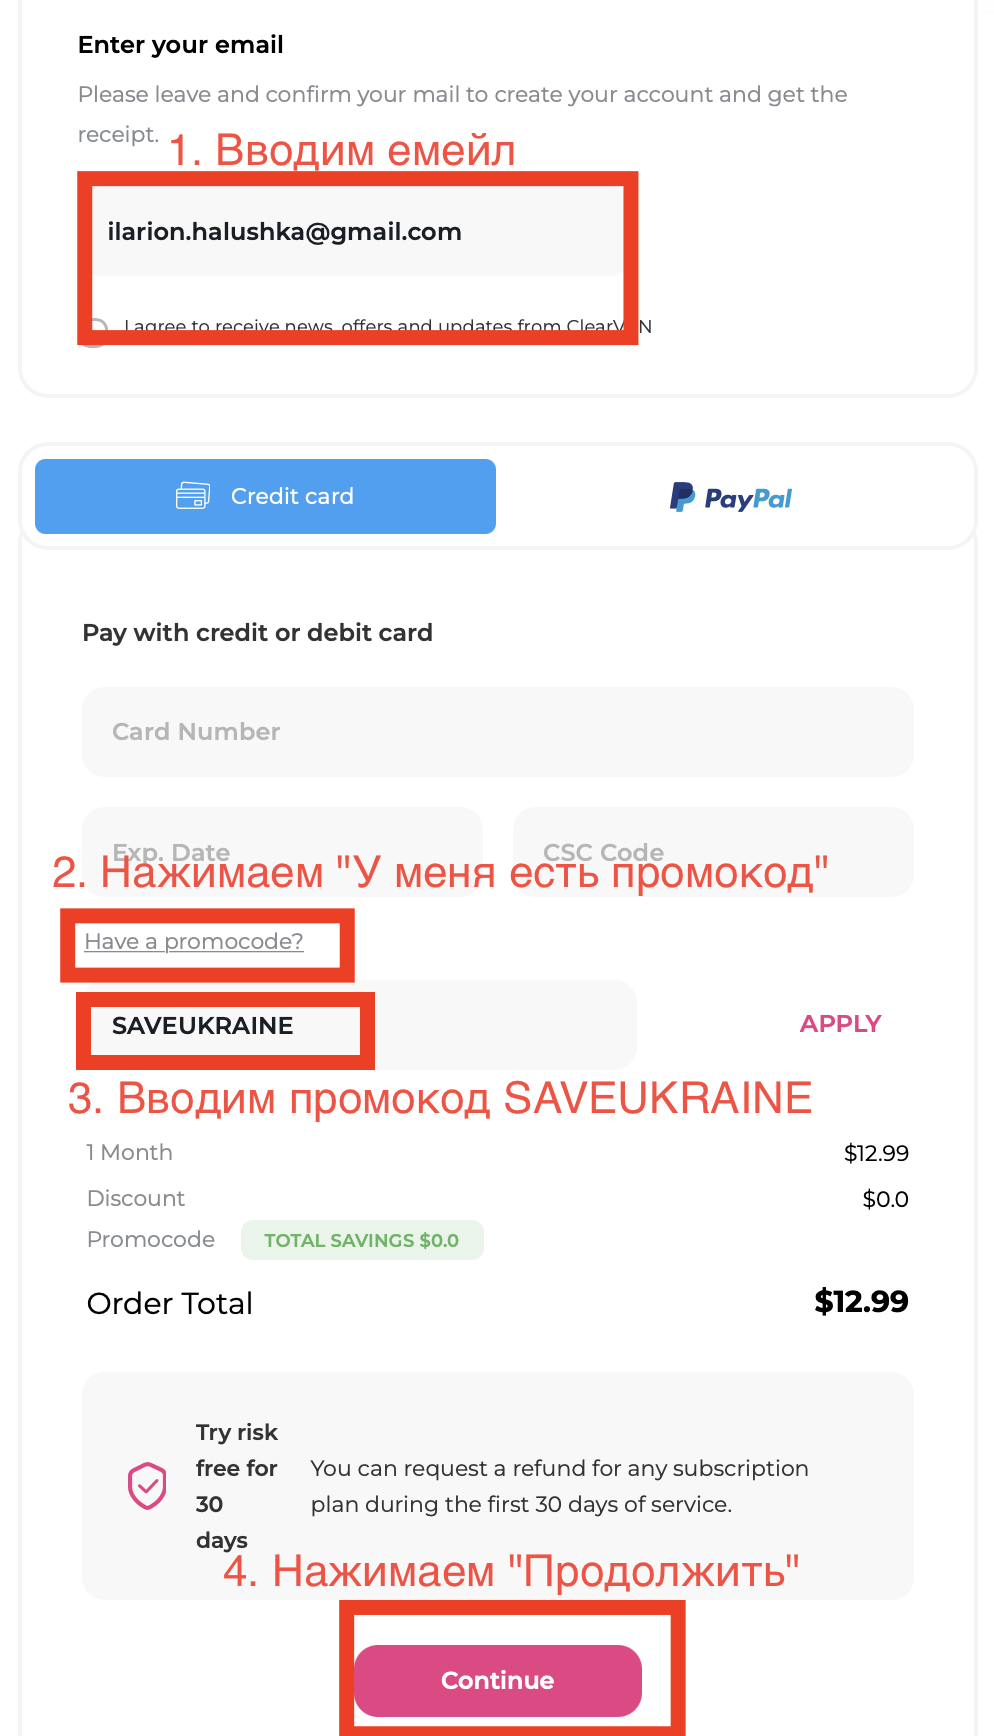 Enter your email
Please leave and confirm your mail to create your account and get the
receipt.
1. Вводим емейл
ilarion.halushka@gmail.com
I agree to receive news, offers and updates from ClearVPN
Credit card
PayPal
Pay with credit or debit card
Card Number
Exp. Date
CSC Code
2. Нажимаем "У меня есть промокод"
Have a promocode?
SAVEUKRAINE
APPLY
3. Вводим промокод SAVEUKRAINE
1 Month $12.99
Discount $0.0
Promocode TOTAL SAVINGS $0.0
Order Total $12.99
Try risk
free for
30
days
You can request a refund for any subscription
plan during the first 30 days of service.
4. Нажимаем "Продолжить"
Continue